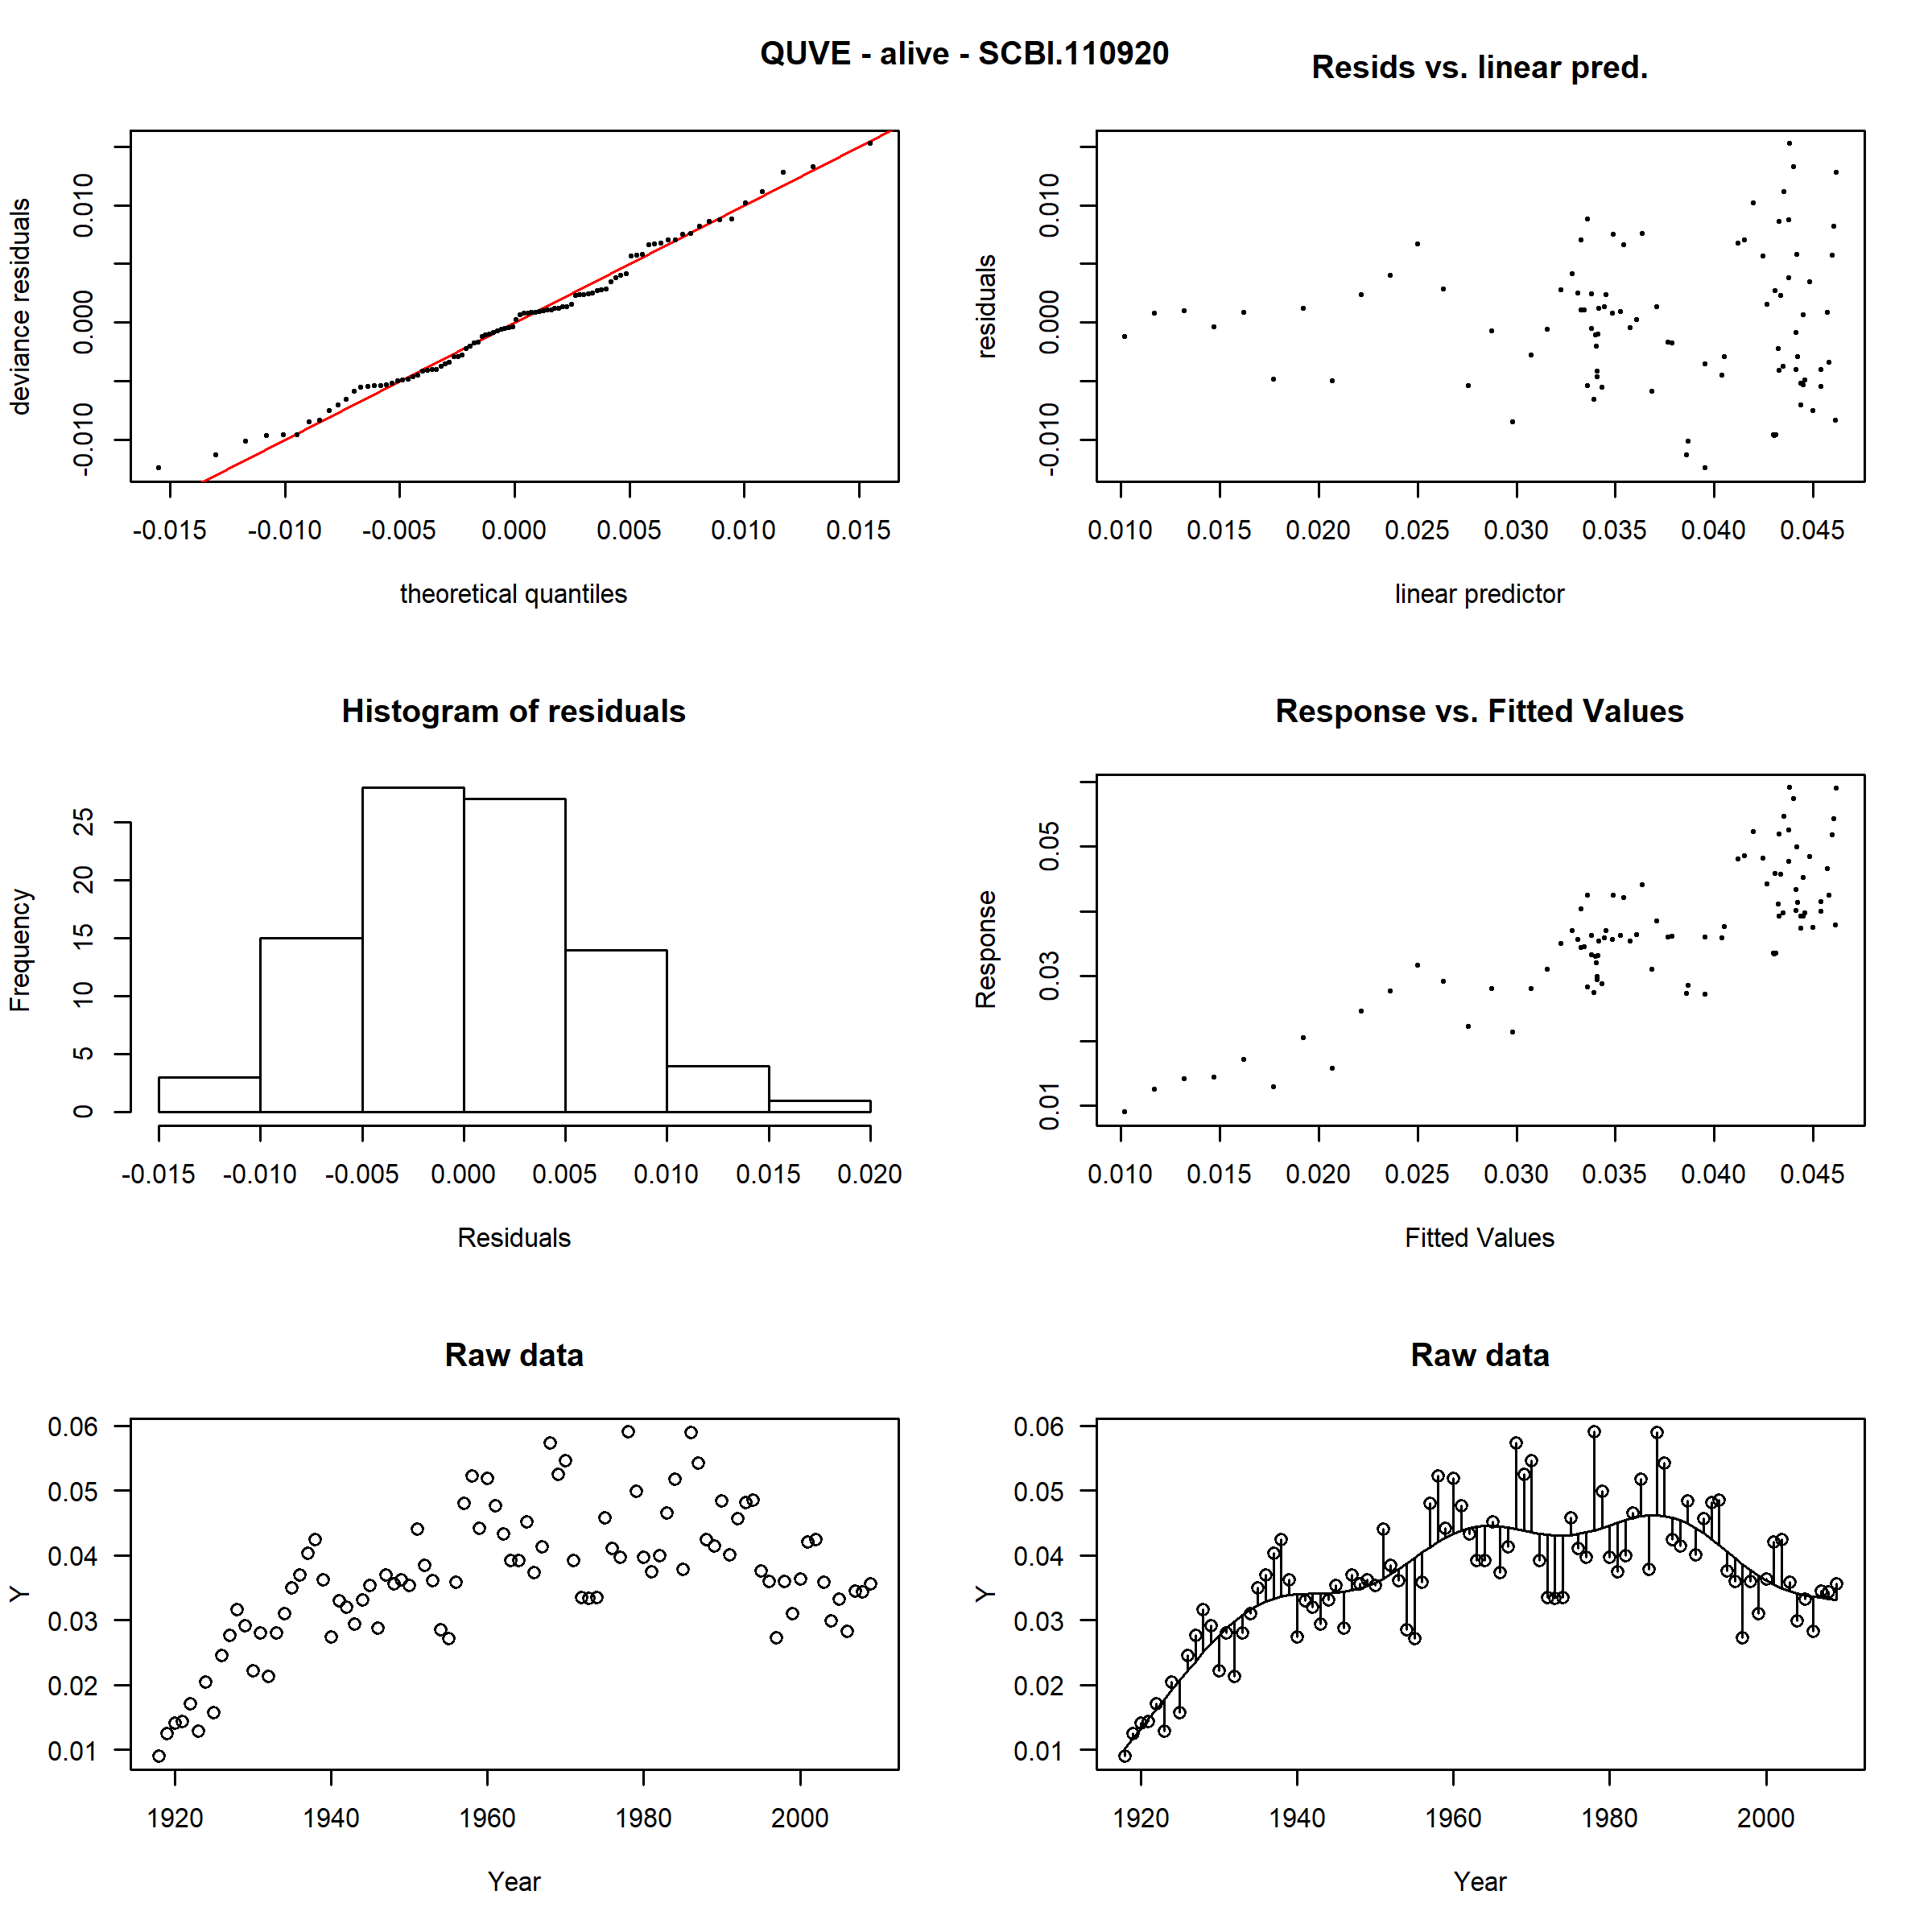 QUVE - alive - SCBI.110920
deviance residuals
-0.010 0.000 0.010
-0.015 -0.010 -0.005 0.000 0.005 0.010 0.015
theoretical quantiles
Resids vs. linear pred.
residuals
-0.010 0.000 0.010
0.010 0.015 0.020 0.025 0.030 0.035 0.040 0.045
linear predictor
Histogram of residuals
Frequency
0 5 10 15 20 25
-0.015 -0.010 -0.005 0.000 0.005 0.010 0.015 0.020
Residuals
Response vs. Fitted Values
Response
0.01 0.03 0.05
0.010 0.015 0.020 0.025 0.030 0.035 0.040 0.045
Fitted Values
Raw data
Y
0.06
0.05
0.04
0.03
0.02
0.01
1920 1940 1960 1980 2000
Year
Raw data
Y
0.06
0.05
0.04
0.03
0.02
0.01
1920 1940 1960 1980 2000
Year